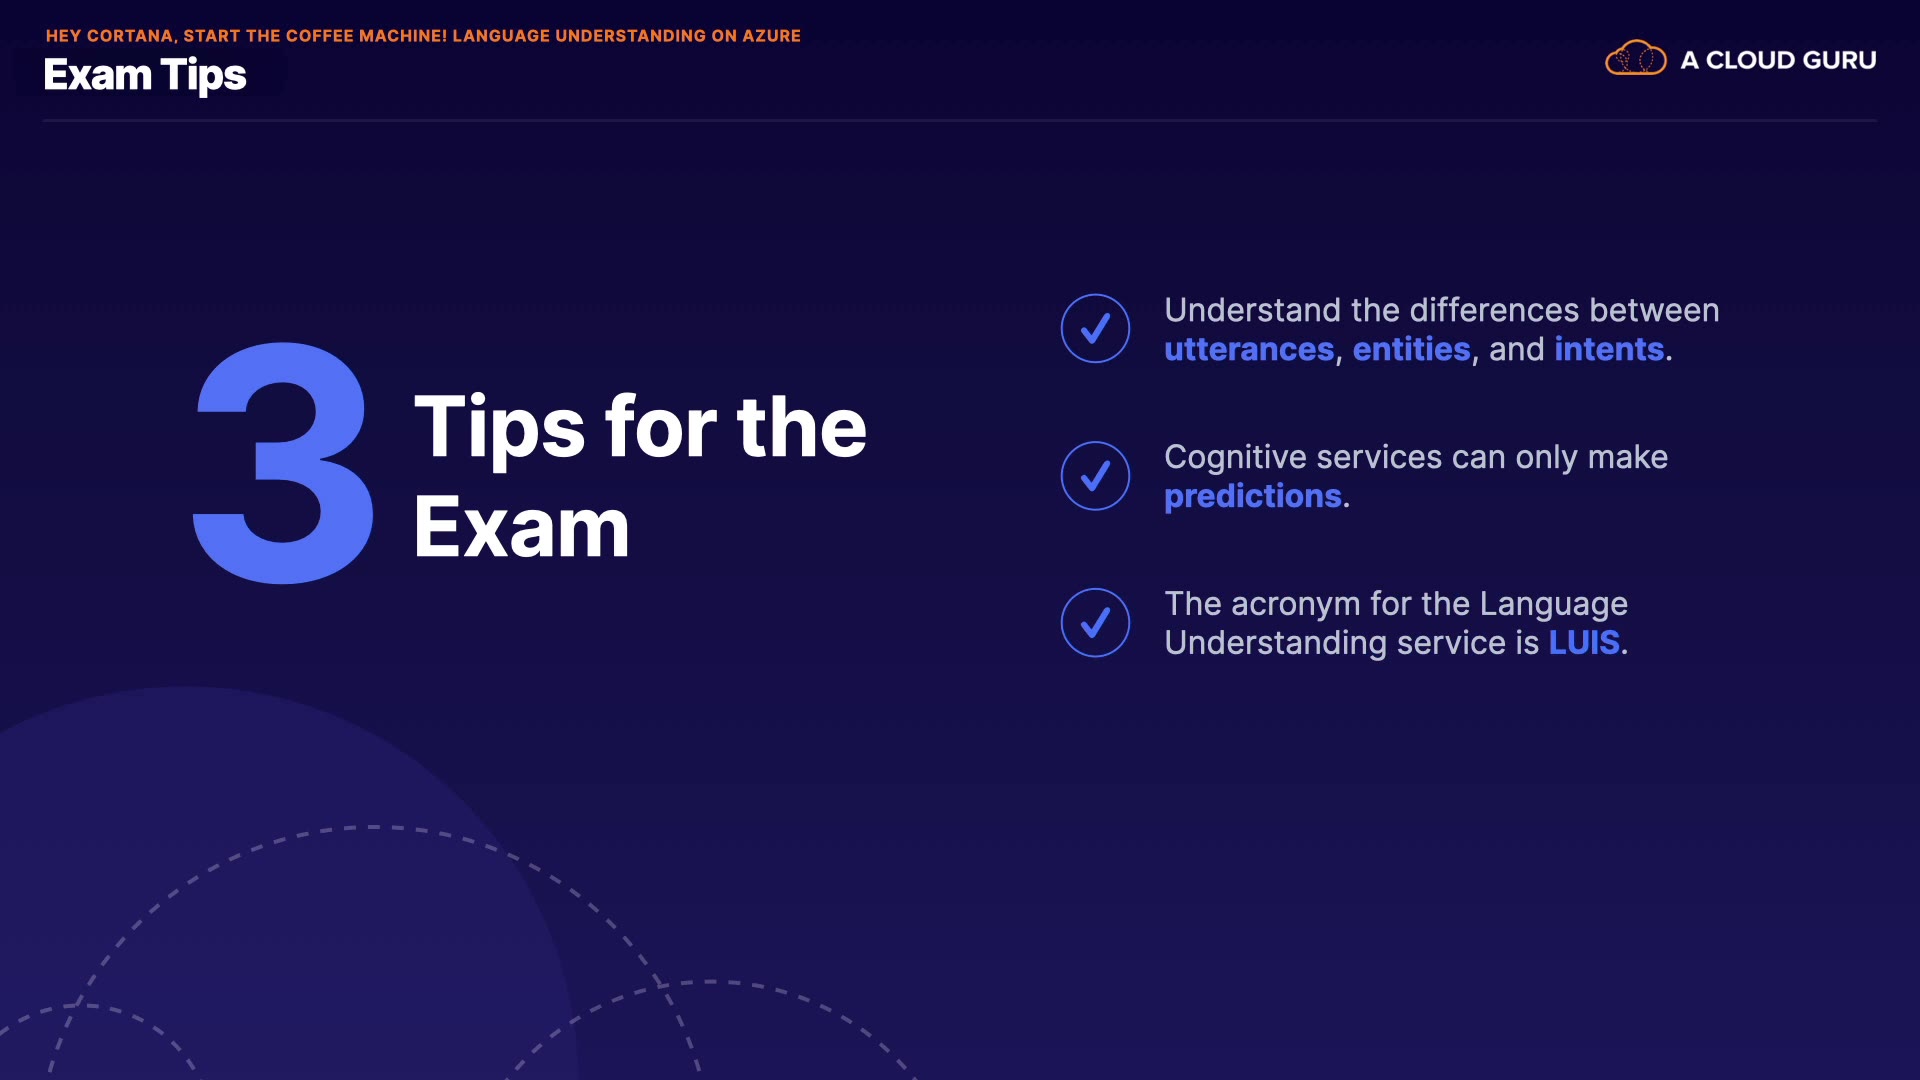 HEY CORTANA, START THE COFFEE MACHINE! LANGUAGE UNDERSTANDING ON AZURE
Exam Tips
A CLOUD GURU
3
Tips for the
Exam
Understand the differences between
utterances, entities, and intents.
Cognitive services can only make
predictions.
The acronym for the Language
Understanding service is LUIS.